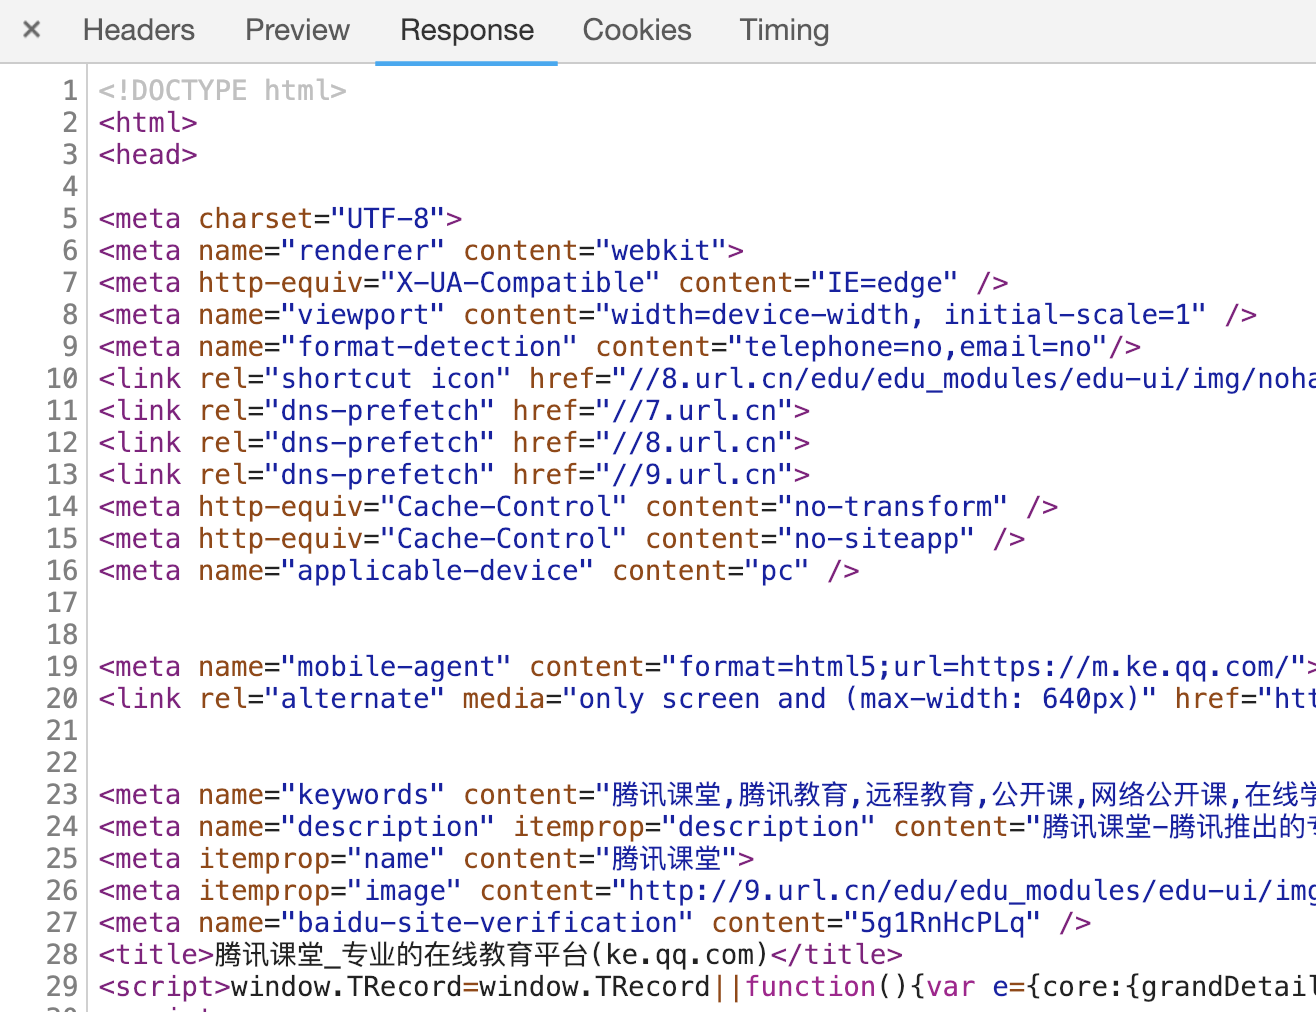 × Headers Preview Response Cookies Timing
1 <!DOCTYPE html>
2 <html>
3 <head>
4
5 <meta charset="UTF-8">
6 <meta name="renderer" content="webkit">
7 <meta http-equiv="X-UA-Compatible" content="IE=edge" />
8 <meta name="viewport" content="width=device-width, initial-scale=1" />
9 <meta name="format-detection" content="telephone=no,email=no"/>
10 <link rel="shortcut icon" href="//8.url.cn/edu/edu_modules/edu-ui/img/noha
11 <link rel="dns-prefetch" href="//7.url.cn">
12 <link rel="dns-prefetch" href="//8.url.cn">
13 <link rel="dns-prefetch" href="//9.url.cn">
14 <meta http-equiv="Cache-Control" content="no-transform" />
15 <meta http-equiv="Cache-Control" content="no-siteapp" />
16 <meta name="applicable-device" content="pc" />
17
18
19 <meta name="mobile-agent" content="format=html5;url=https://m.ke.qq.com/">
20 <link rel="alternate" media="only screen and (max-width: 640px)" href="htt
21
22
23 <meta name="keywords" content="腾讯课堂,腾讯教育,远程教育,公开课,网络公开课,在线学
24 <meta name="description" itemprop="description" content="腾讯课堂-腾讯推出的专
25 <meta itemprop="name" content="腾讯课堂">
26 <meta itemprop="image" content="http://9.url.cn/edu/edu_modules/edu-ui/img
27 <meta name="baidu-site-verification" content="5g1RnHcPLq" />
28 <title>腾讯课堂_专业的在线教育平台(ke.qq.com)</title>
29 <script>window.TRecord=window.TRecord||function(){var e={core:{grandDetail